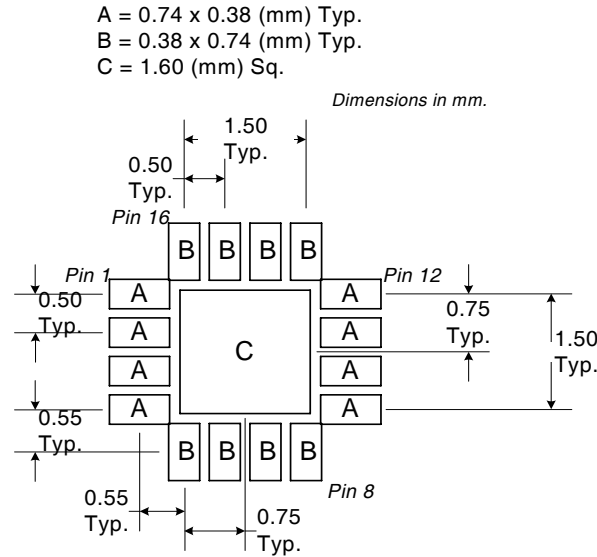 A = 0.74 x 0.38 (mm) Typ.
B = 0.38 x 0.74 (mm) Typ.
C = 1.60 (mm) Sq.
Dimensions in mm.
1.50
Typ.
0.50
Typ.
Pin 16
B B B B
Pin 1
Pin 12
A
A
0.50
Typ.
0.75
Typ.
A
A
C
1.50
Typ.
A
A
A
A
0.55
Typ.
B B B B
Pin 8
0.55
Typ.
0.75
Typ.